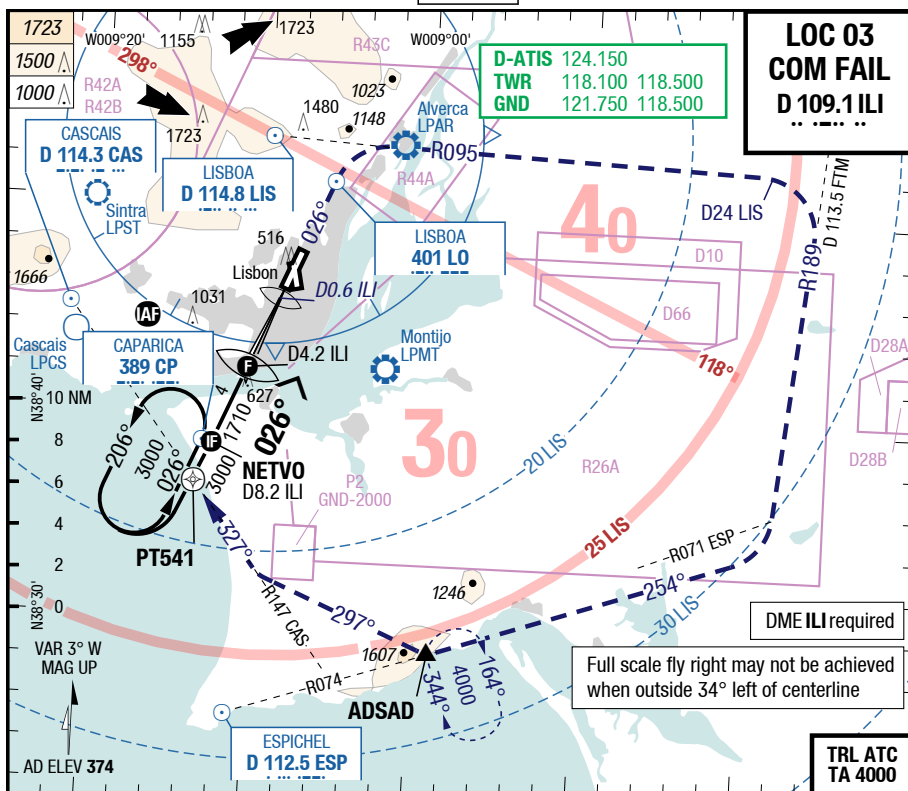 1723
1500
1000
W009°20'
1155
1723
R43C
W009°00'
298°
R42A
R42B
1023
1480
1148
1723
D-ATIS 124.150
TWR 118.100 118.500
GND 121.750 118.500
LOC 03
COM FAIL
D 109.1 ILI
CASCAIS
D 114.3 CAS
LISBOA
D 114.8 LIS
Alverca
LPAR
R095
R44A
D 113.5 FTM
D24 LIS
Sintra
LPST
026°
LISBOA
401 LO
40
R189
516
Lisbon
D0.6 ILI
D10
D66
1666
IAF
1031
Cascais
LPCS
CAPARICA
389 CP
D4.2 ILI
Montijo
LPMT
118°
D28A
F
N38°40'
10 NM
627
4
026°
30
206°
3000
026°
IF
3000
1710
8
NETVO
D8.2 ILI
20 LIS
D28B
P2
GND-2000
R26A
6
4
327°
25 LIS
PT541
R071 ESP
2
1246
254°
N38°30'
0
R147 CAS
297°
30 LIS
DME ILI required
VAR 3° W
MAG UP
1607
R074
344°
4000
164°
Full scale fly right may not be achieved
when outside 34° left of centerline
ADSAD
ESPICHEL
D 112.5 ESP
AD ELEV 374
TRL ATC
TA 4000